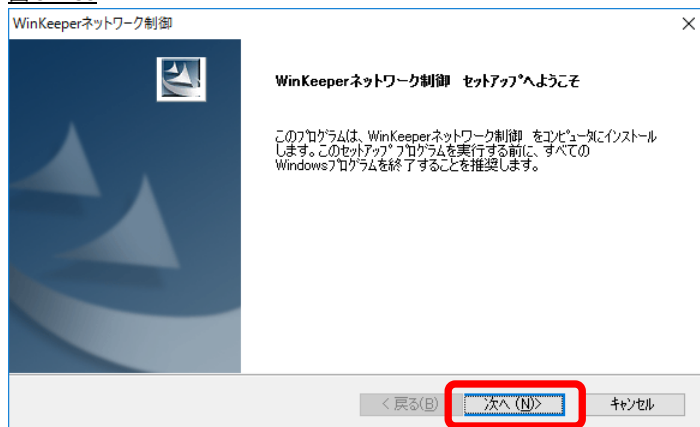 WinKeeperネットワーク制御
WinKeeperネットワーク制御 セットアップへようこそ
このプログラムは、WinKeeperネットワーク制御 をコンピュータにインストール
します。このセットアップ プログラムを実行する前に、すべての
Windowsプログラムを終了することを推奨します。
< 戻る(B)
次へ(N)>
キャンセル